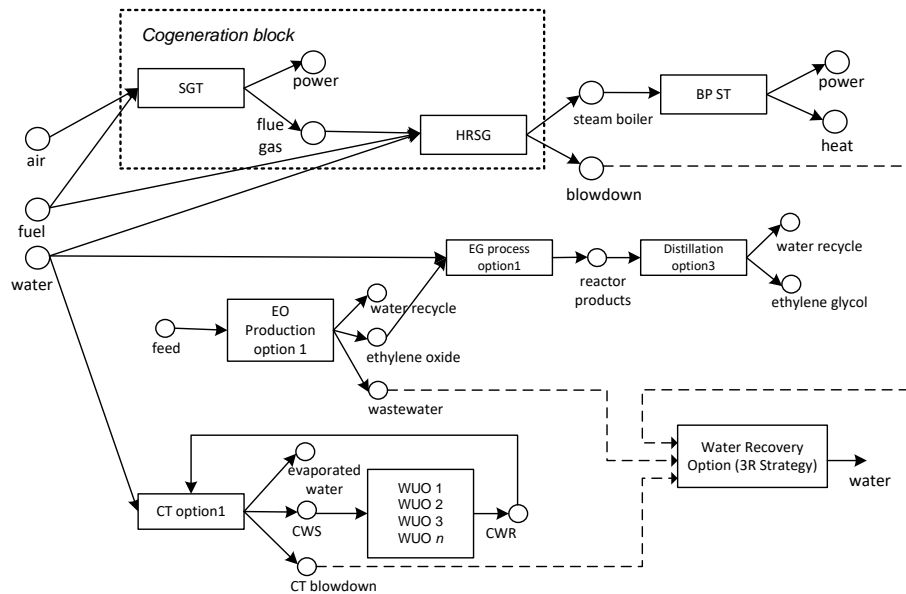 Cogeneration block
SGT
power
flue
gas
HRSG
air
fuel
water
steam boiler
BP ST
power
heat
blowdown
EG process
option1
reactor
products
Distillation
option3
water recycle
ethylene glycol
feed
EO
Production
option 1
water recycle
ethylene oxide
wastewater
Water Recovery
Option (3R Strategy)
water
CT option1
evaporated
water
CWS
WUO 1
WUO 2
WUO 3
WUO n
CWR
CT blowdown